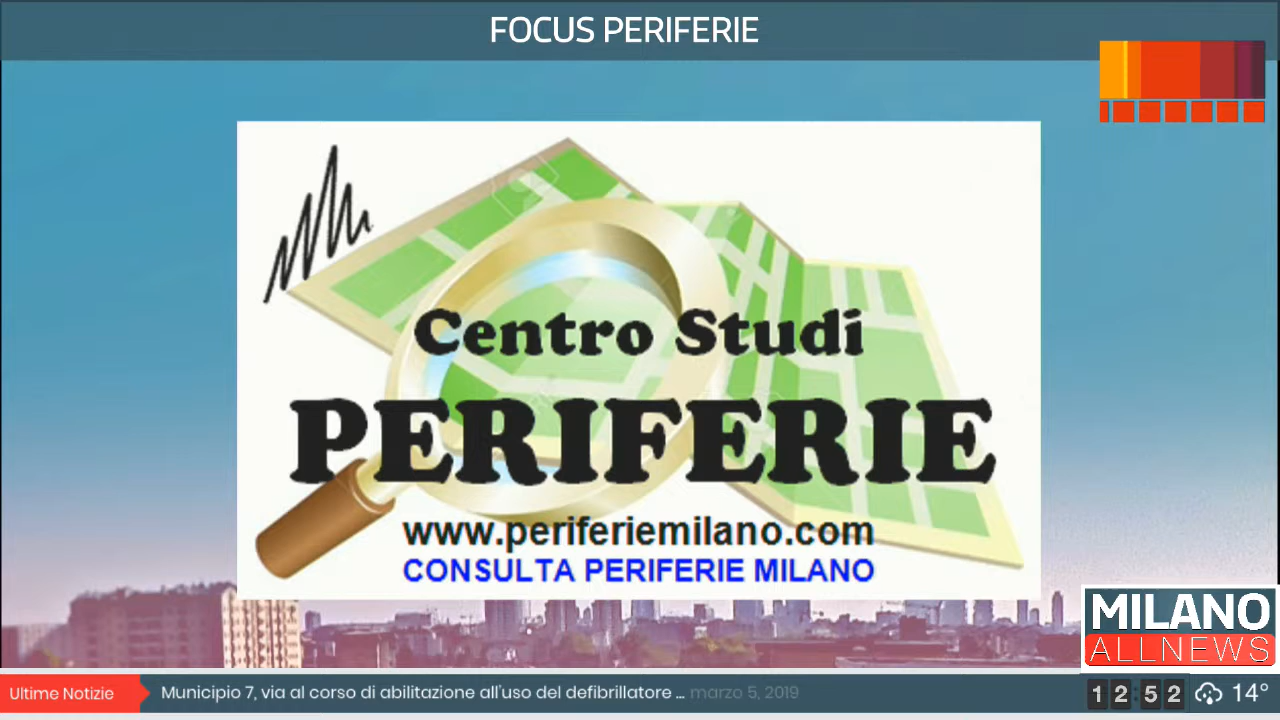 FOCUS PERIFERIE
Centro Studi
PERIFERIE
www.periferiemilano.com
CONSULTA PERIFERIE MILANO
MILANO
ALLNEWS
Ultime Notizie
Municipio 7, via al corso di abilitazione all'uso del defibrillatore ... marzo 5, 2019
12:52
14°